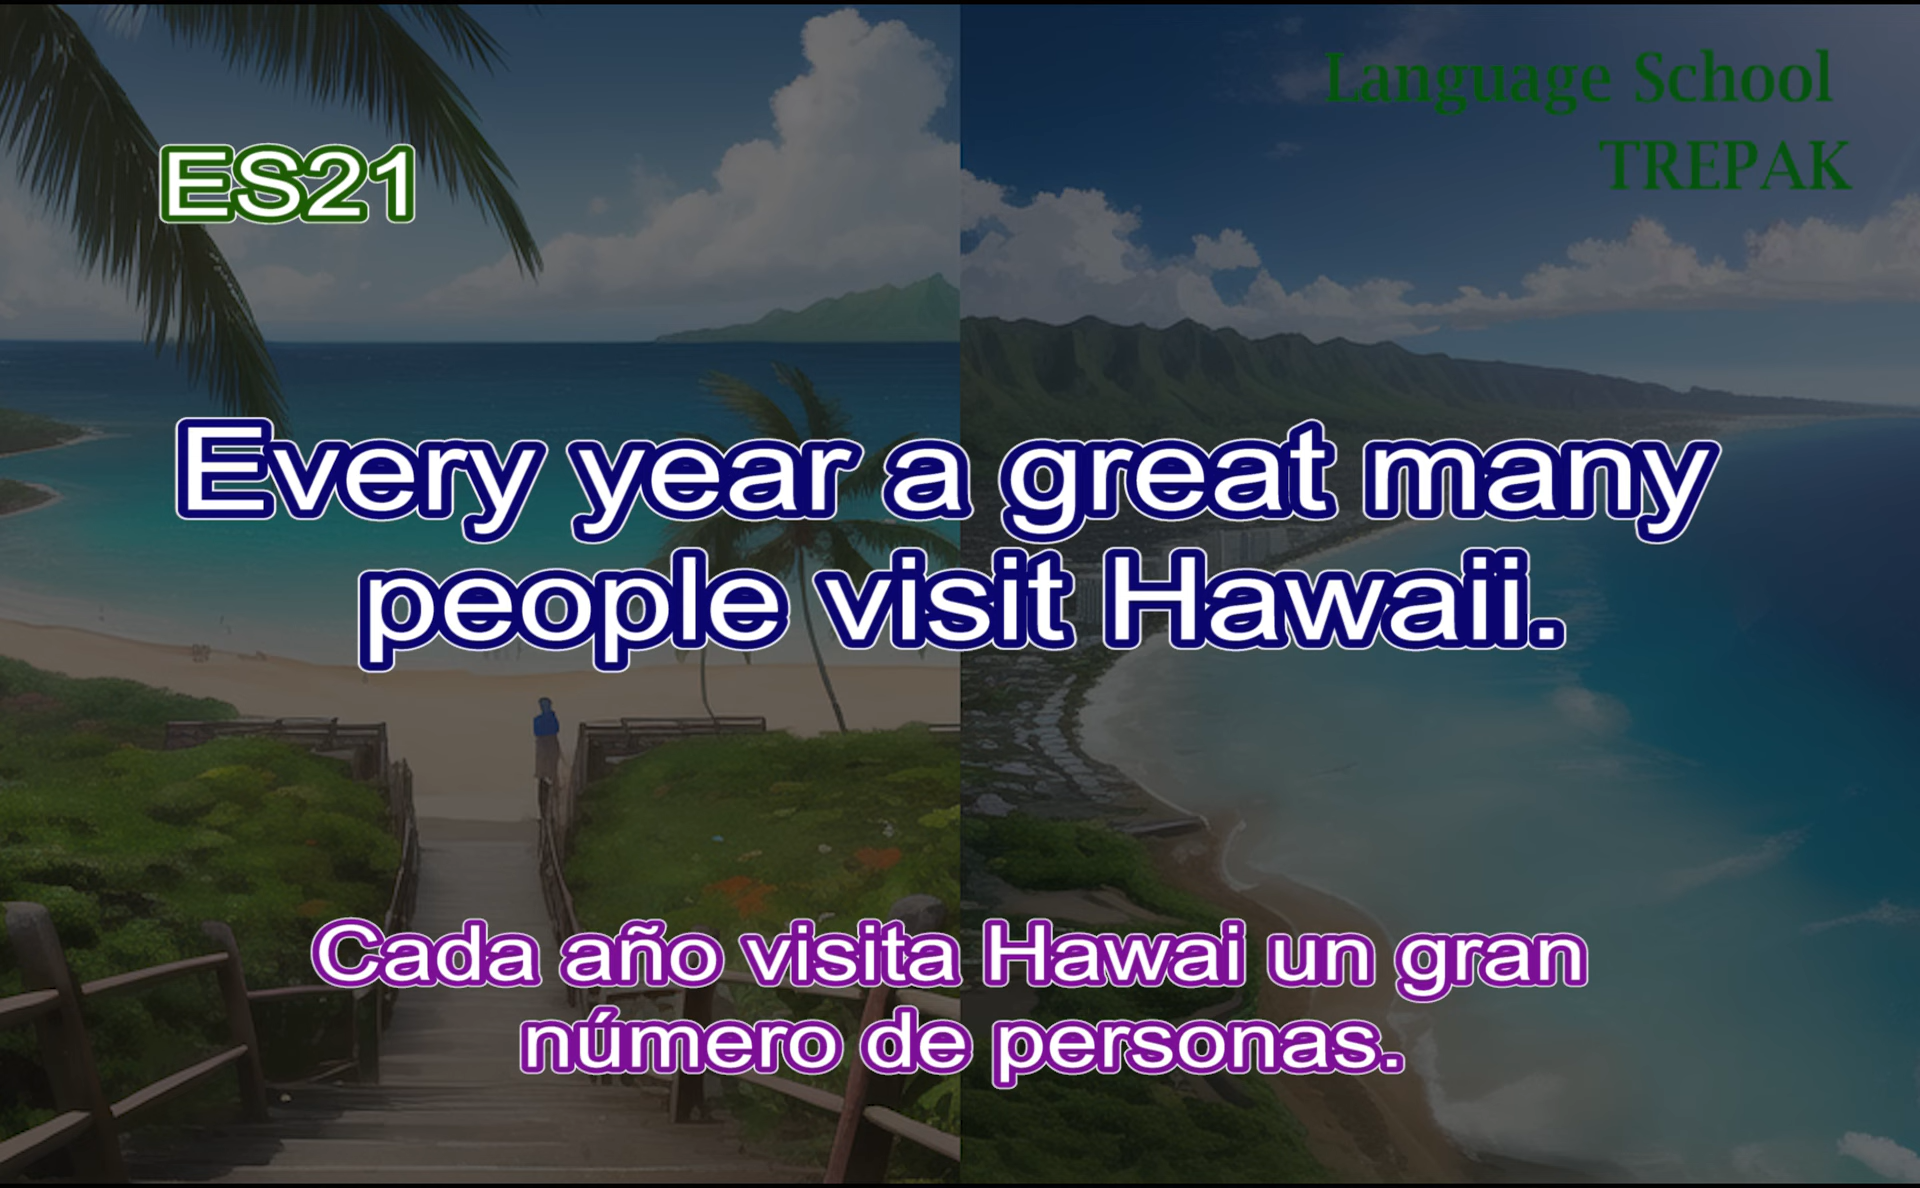 Language School
TREPAK
ES21
Every year a great many
people visit Hawaii.
Cada año visita Hawai un gran
número de personas.